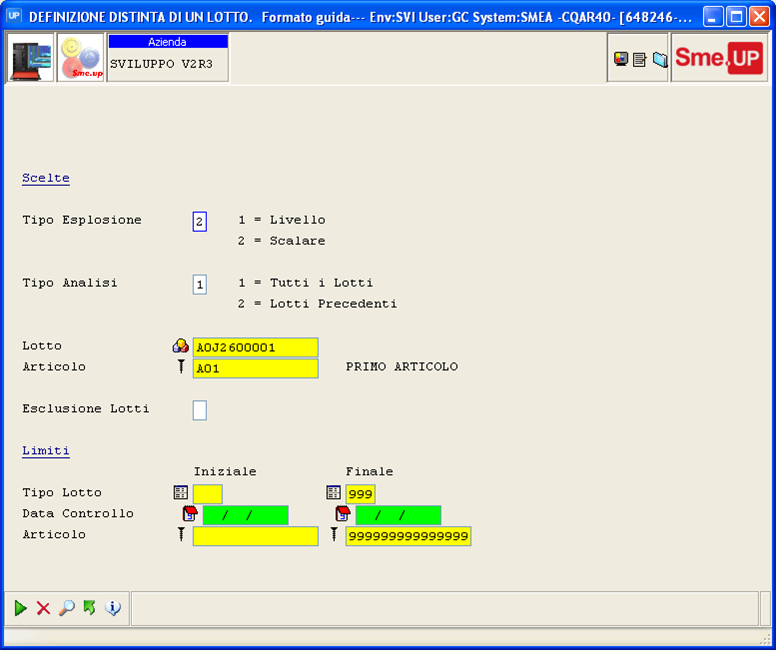 UP DEFINIZIONE DISTINTA DI UN LOTTO. Formato guida--- Env:SVI User:GC System:SMEA -CQAR40- [648246-...
Sme.up
Azienda
SVILUPPO V2R3
Sme.UP
Scelte
Tipo Esplosione 2 1 = Livello
2 = Scalare
Tipo Analisi 1 1 = Tutti i Lotti
2 = Lotti Precedenti
Lotto A0J2600001
Articolo A01 PRIMO ARTICOLO
Esclusione Lotti
Limiti
Iniziale Finale
Tipo Lotto 999
Data Controllo / / / /
Articolo 999999999999999